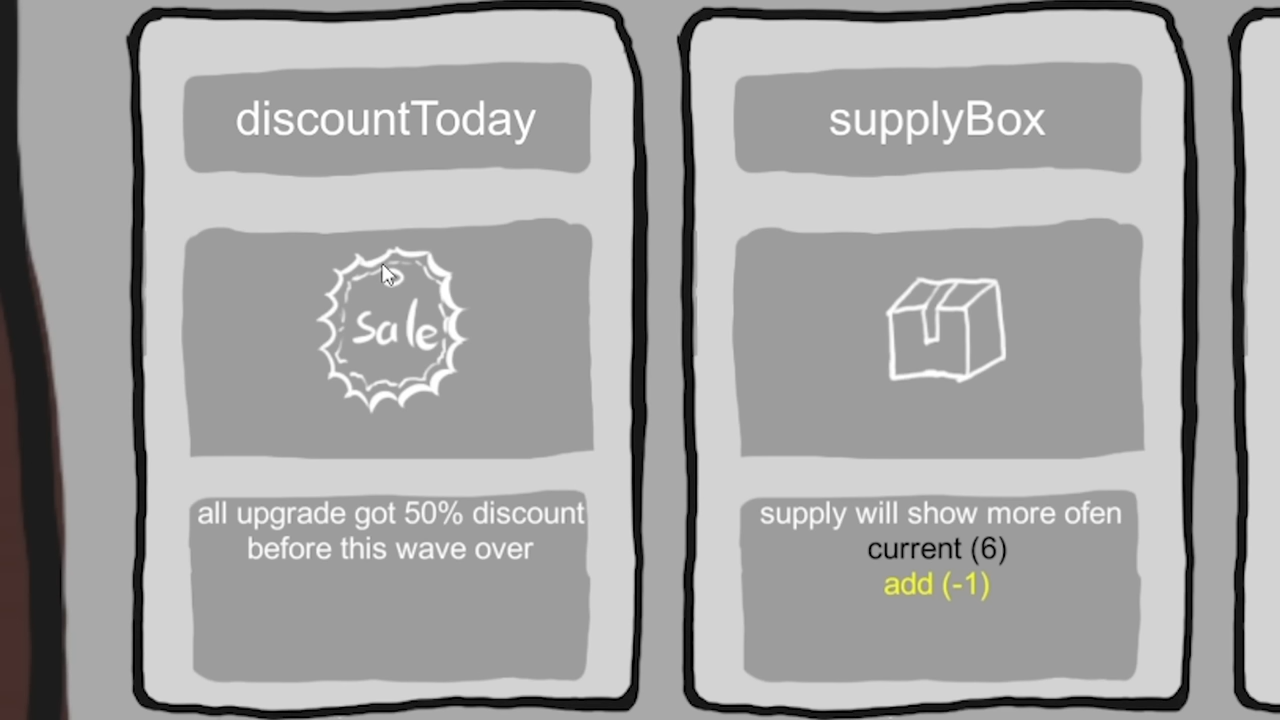 discountToday
sale
all upgrade got 50% discount
before this wave over
supplyBox
supply will show more ofen
current (6)
add (-1)